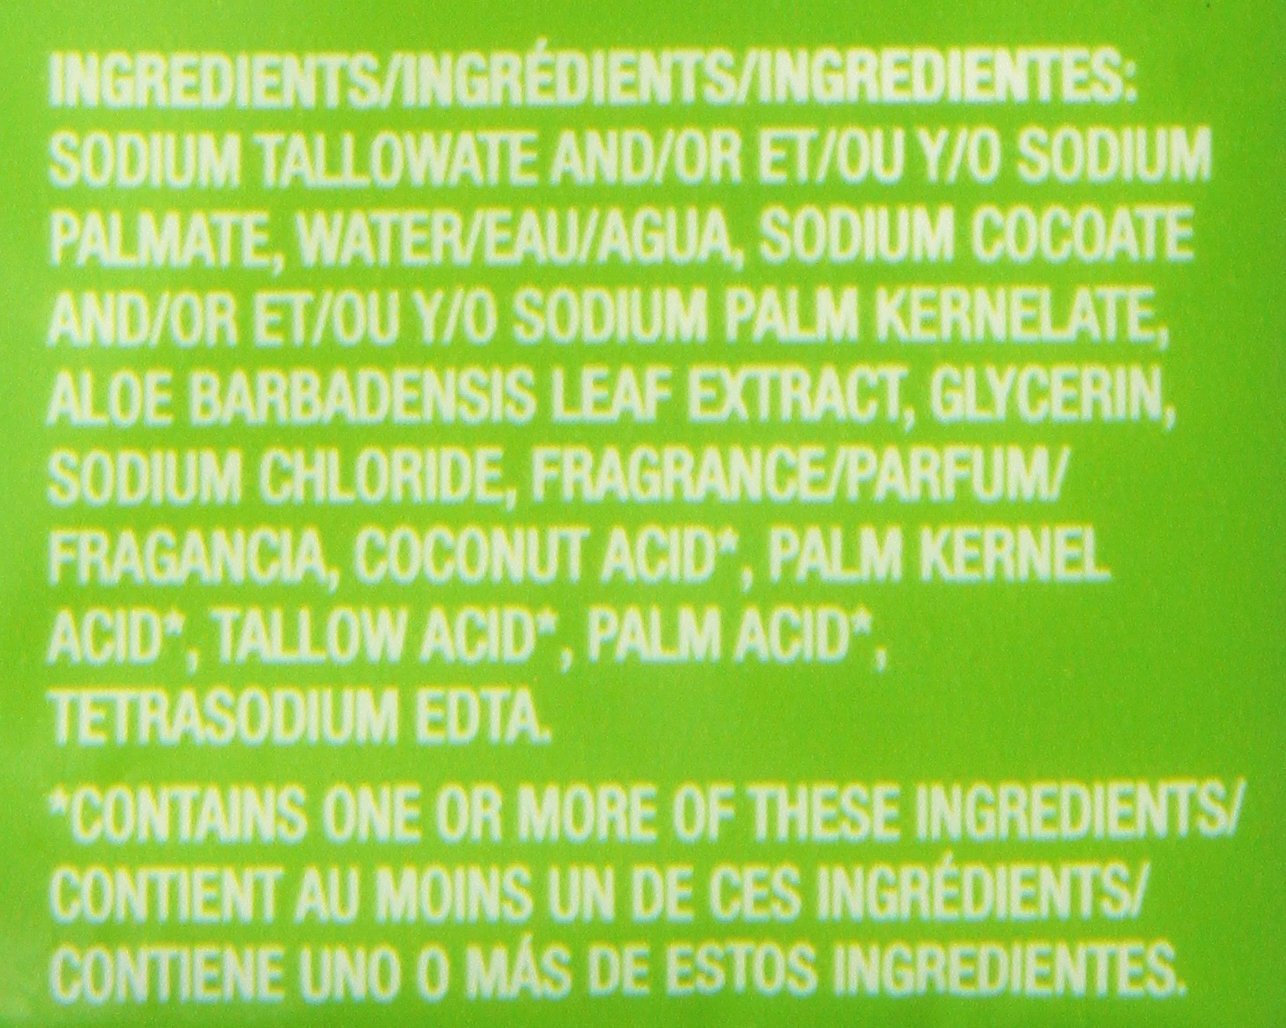 INGREDIENTS/INGRÉDIENTS/INGREDIENTES:
SODIUM TALLOWATE AND/OR ET/OU Y/O SODIUM
PALMATE, WATER/EAU/AGUA, SODIUM COCOATE
AND/OR ET/OU Y/O SODIUM PALM KERNELATE,
ALOE BARBADENSIS LEAF EXTRACT, GLYCERIN,
SODIUM CHLORIDE, FRAGRANCE/PARFUM/
FRAGANCIA, COCONUT ACID*, PALM KERNEL
ACID*, TALLOW ACID*, PALM ACID*,
TETRASODIUM EDTA.
*CONTAINS ONE OR MORE OF THESE INGREDIENTS/
CONTIENT AU MOINS UN DE CES INGRÉDIENTS/
CONTIENE UNO O MÁS DE ESTOS INGREDIENTES.